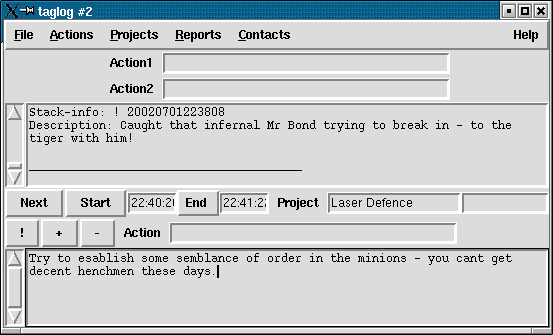 taglog #2
File Actions Projects Reports Contacts Help
Action1
Action2
Stack-info: ! 20020701223808
Description: Caught that infernal Mr Bond trying to break in - to the
tiger with him!
Next Start 22:40:20 End 22:41:22 Project Laser Defence
! + - Action
Try to esablish some semblance of order in the minions - you cant get
decent henchmen these days.